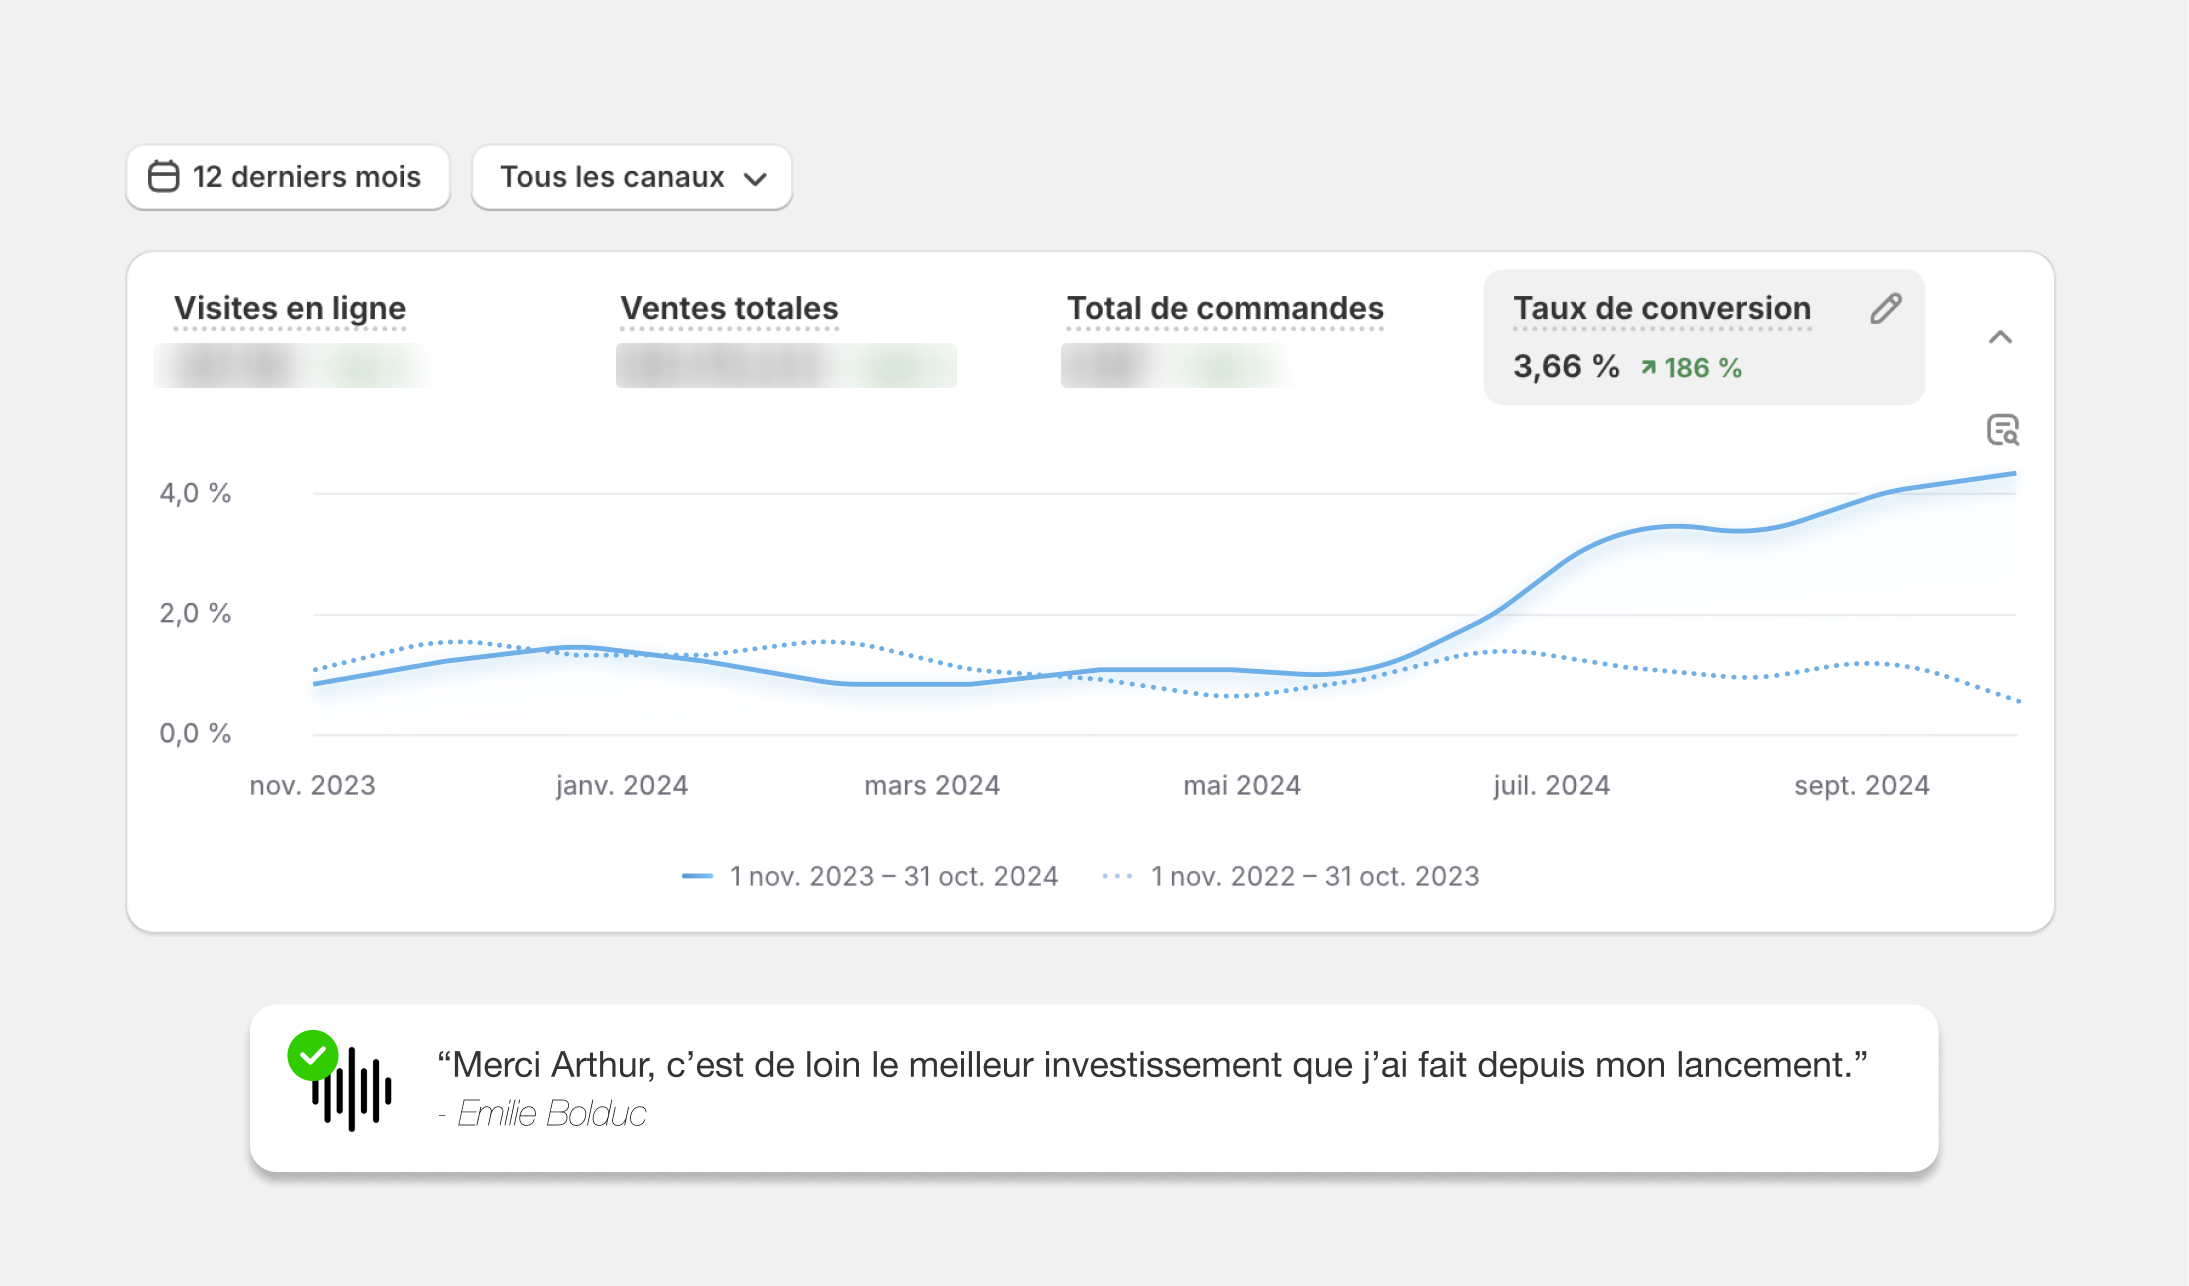 12 derniers mois
Tous les canaux
Visites en ligne
Ventes totales
Total de commandes
Taux de conversion
3,66 % 186 %
4,0 %
2,0 %
0,0 %
nov. 2023
janv. 2024
mars 2024
mai 2024
juil. 2024
sept. 2024
1 nov. 2023 – 31 oct. 2024
1 nov. 2022 – 31 oct. 2023
“Merci Arthur, c’est de loin le meilleur investissement que j’ai fait depuis mon lancement.”
- Emilie Bolduc